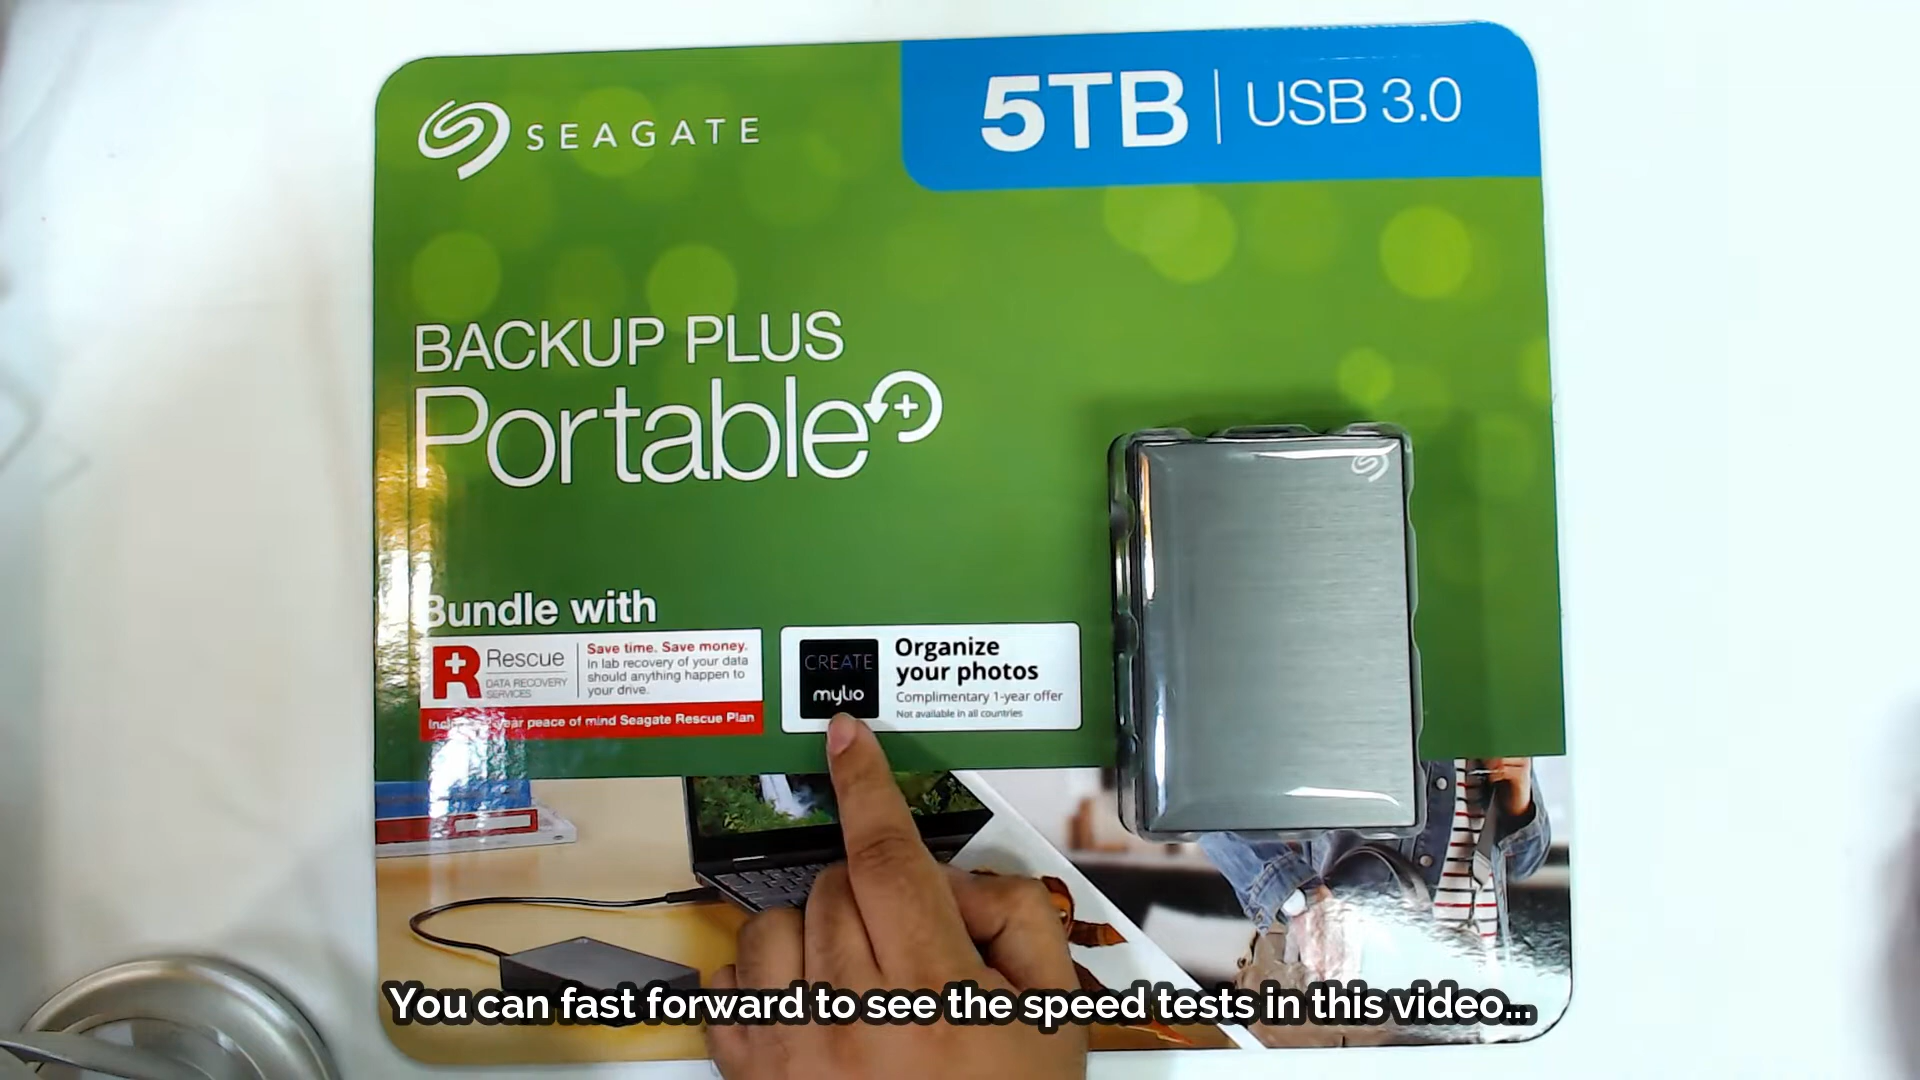 SEAGATE
5TB | USB 3.0
BACKUP PLUS
Portable
Bundle with
Rescue
DATA RECOVERY
SERVICES
Save time. Save money.
In lab recovery of your data
should anything happen to
your drive.
year peace of mind Seagate Rescue Plan
CREATE
mylio
Organize
your photos
Complimentary 1-year offer
Not available in all countries
You can fast forward to see the speed tests in this video...